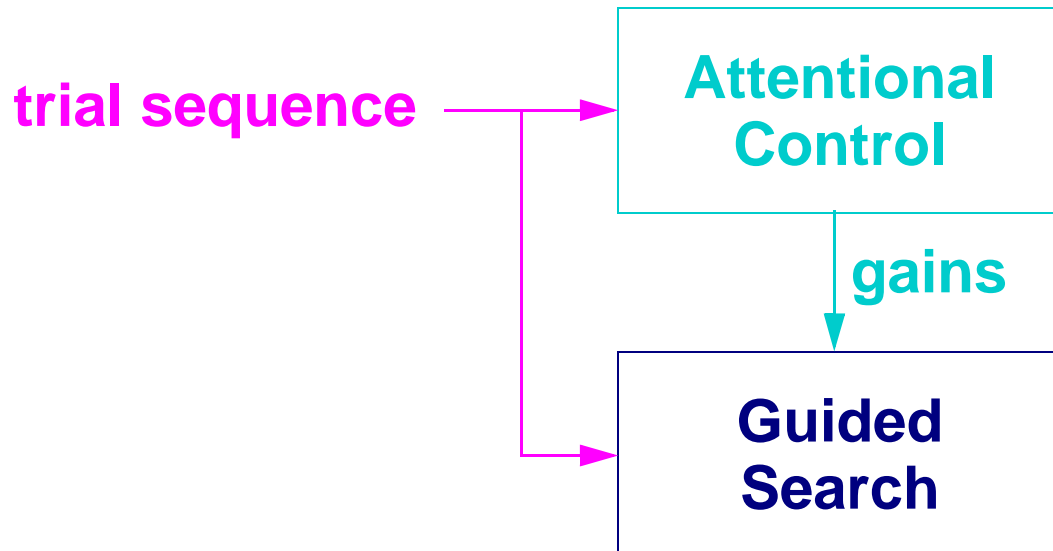 trial sequence
Attentional
Control
gains
Guided
Search